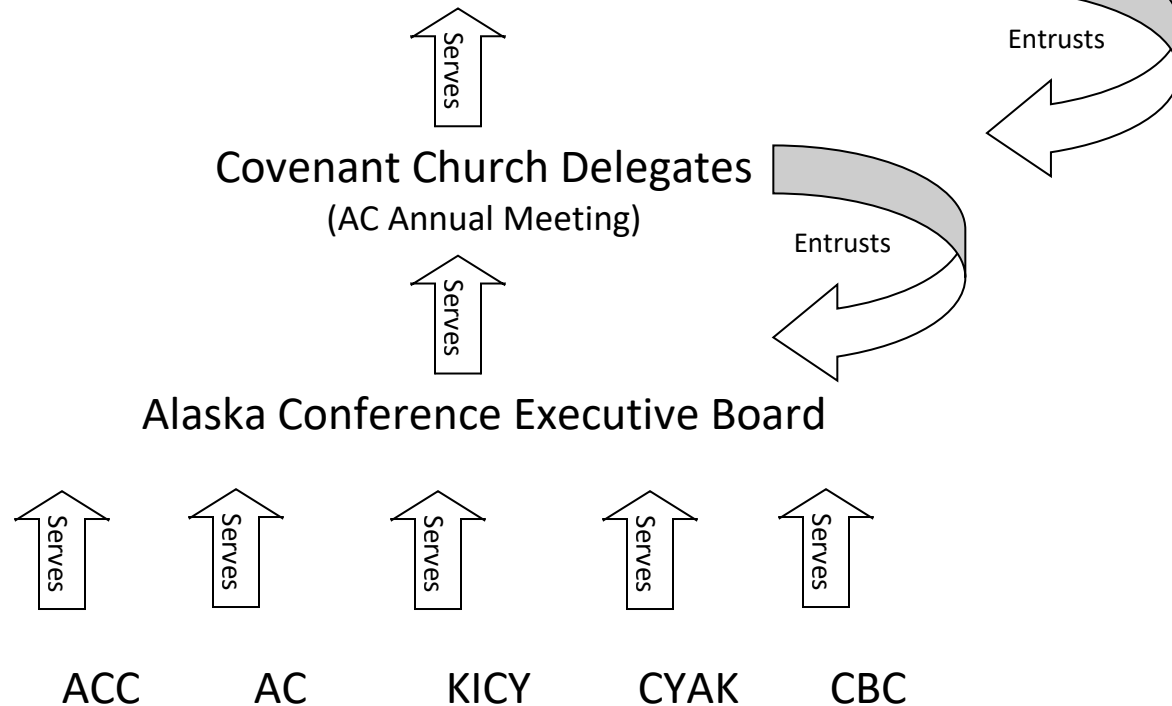 Serves
Entrusts
Covenant Church Delegates
(AC Annual Meeting)
Entrusts
Serves
Alaska Conference Executive Board
Serves
Serves
Serves
Serves
Serves
ACC AC KICY CYAK CBC